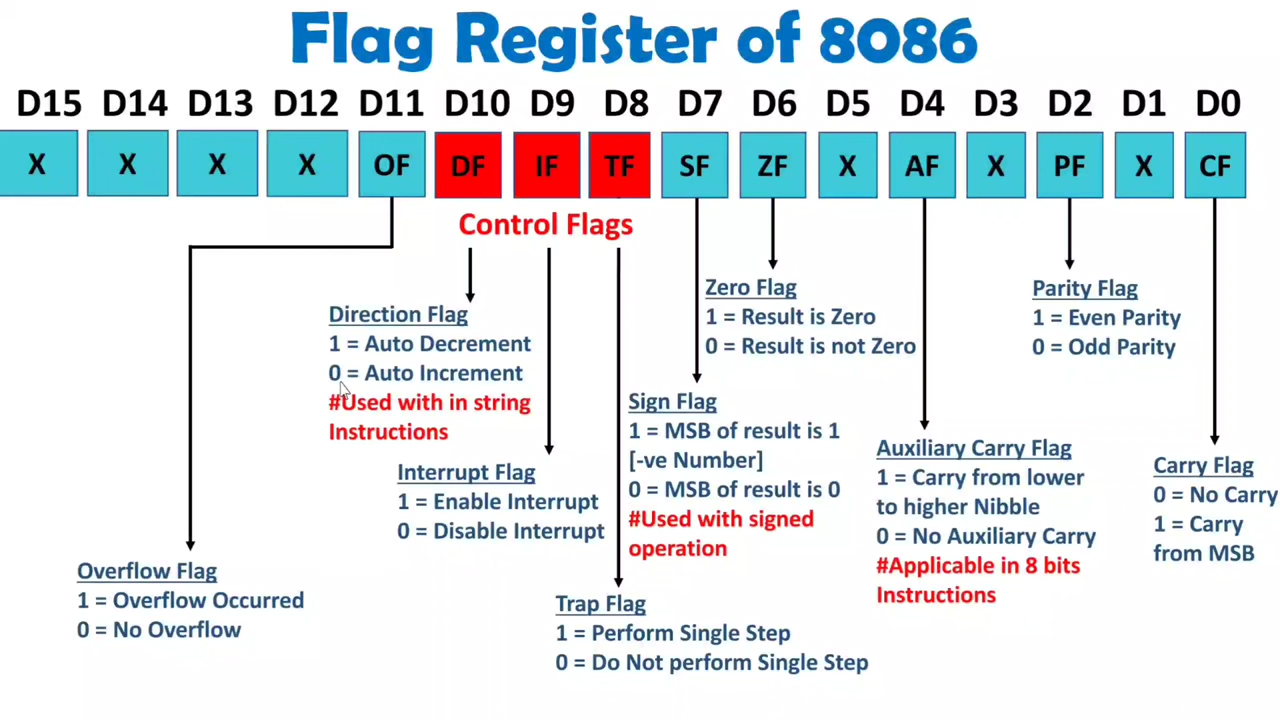 Flag Register of 8086
D15 D14 D13 D12 D11 D10 D9 D8 D7 D6 D5 D4 D3 D2 D1 D0
X X X X OF DF IF TF SF ZF X AF X PF X CF
Control Flags
Direction Flag
1 = Auto Decrement
0 = Auto Increment
#Used with in string
Instructions
Interrupt Flag
1 = Enable Interrupt
0 = Disable Interrupt
Overflow Flag
1 = Overflow Occurred
0 = No Overflow
Trap Flag
1 = Perform Single Step
0 = Do Not perform Single Step
Zero Flag
1 = Result is Zero
0 = Result is not Zero
Sign Flag
1 = MSB of result is 1
[-ve Number]
0 = MSB of result is 0
#Used with signed
operation
Auxiliary Carry Flag
1 = Carry from lower
to higher Nibble
0 = No Auxiliary Carry
#Applicable in 8 bits
Instructions
Parity Flag
1 = Even Parity
0 = Odd Parity
Carry Flag
0 = No Carry
1 = Carry
from MSB